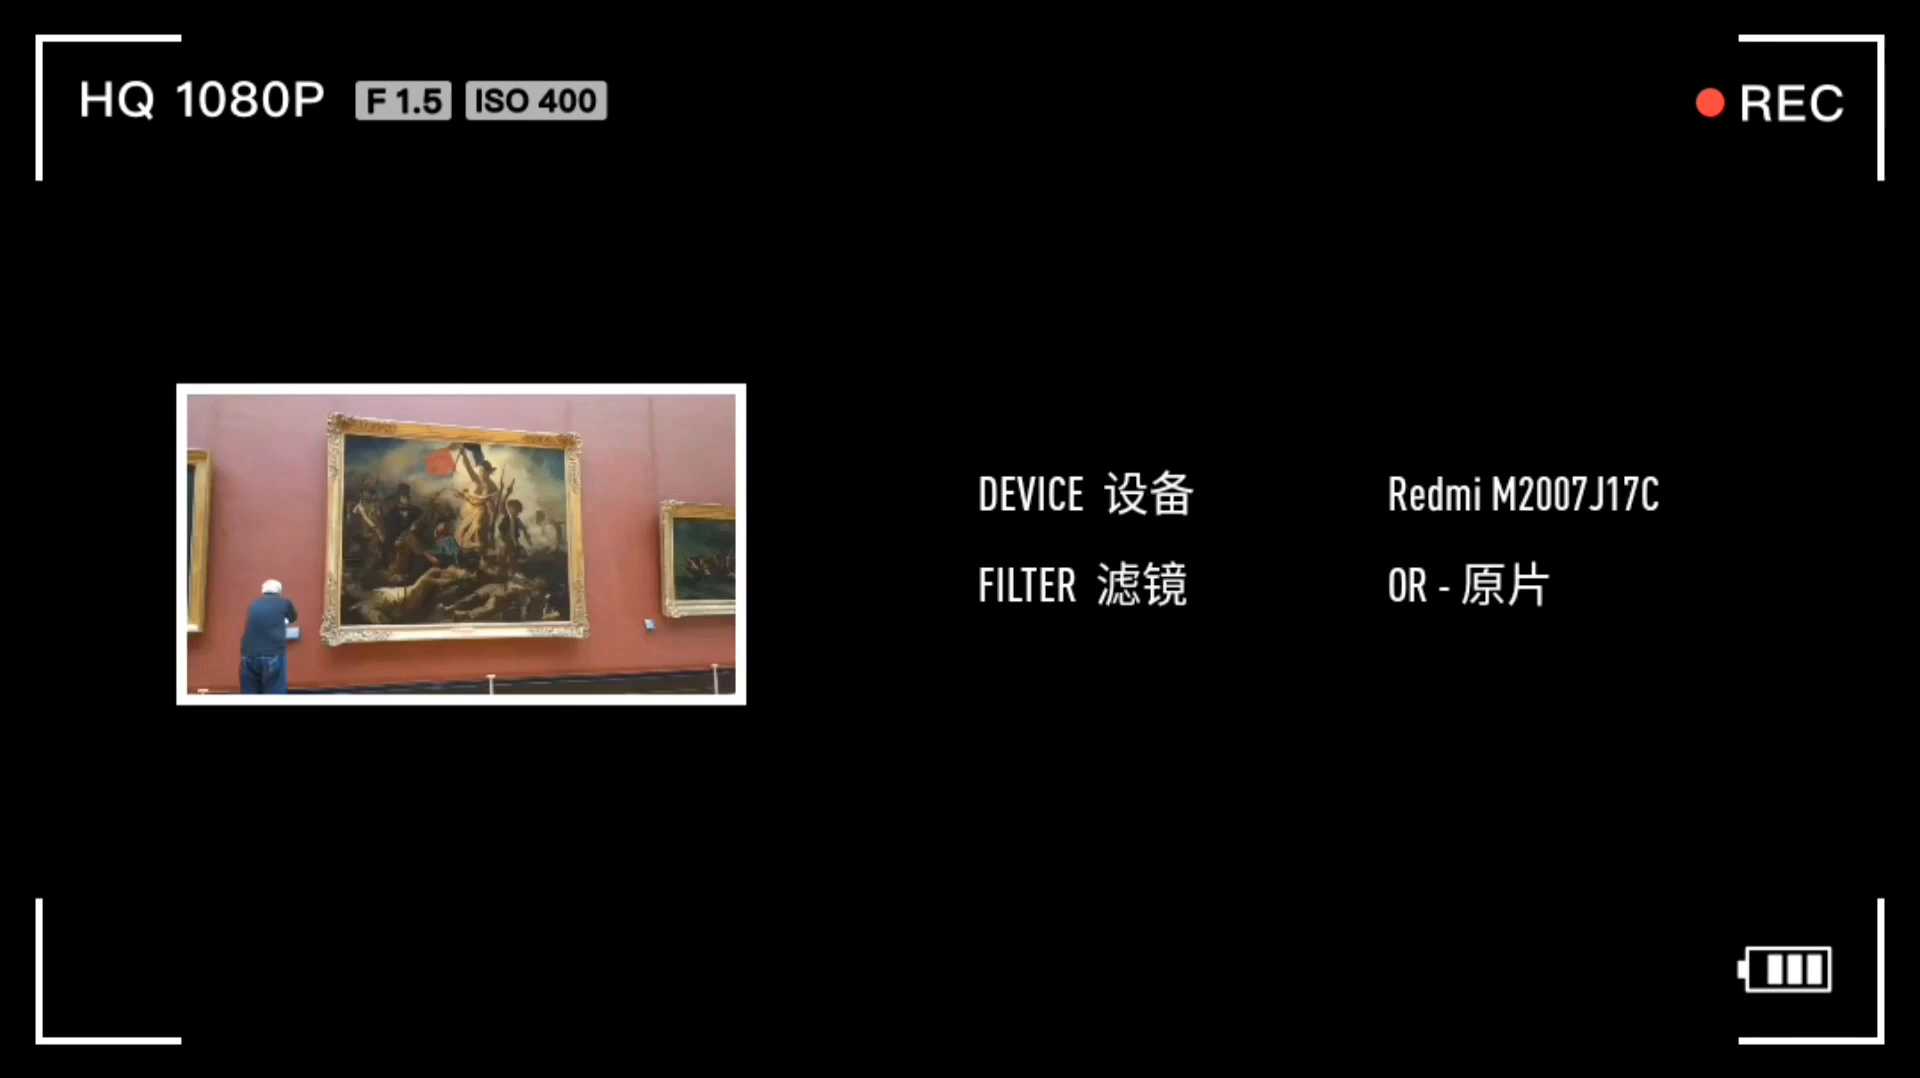 HQ 1080P F 1.5 ISO 400
REC
DEVICE 设备 Redmi M2007J17C
FILTER 滤镜 OR - 原片